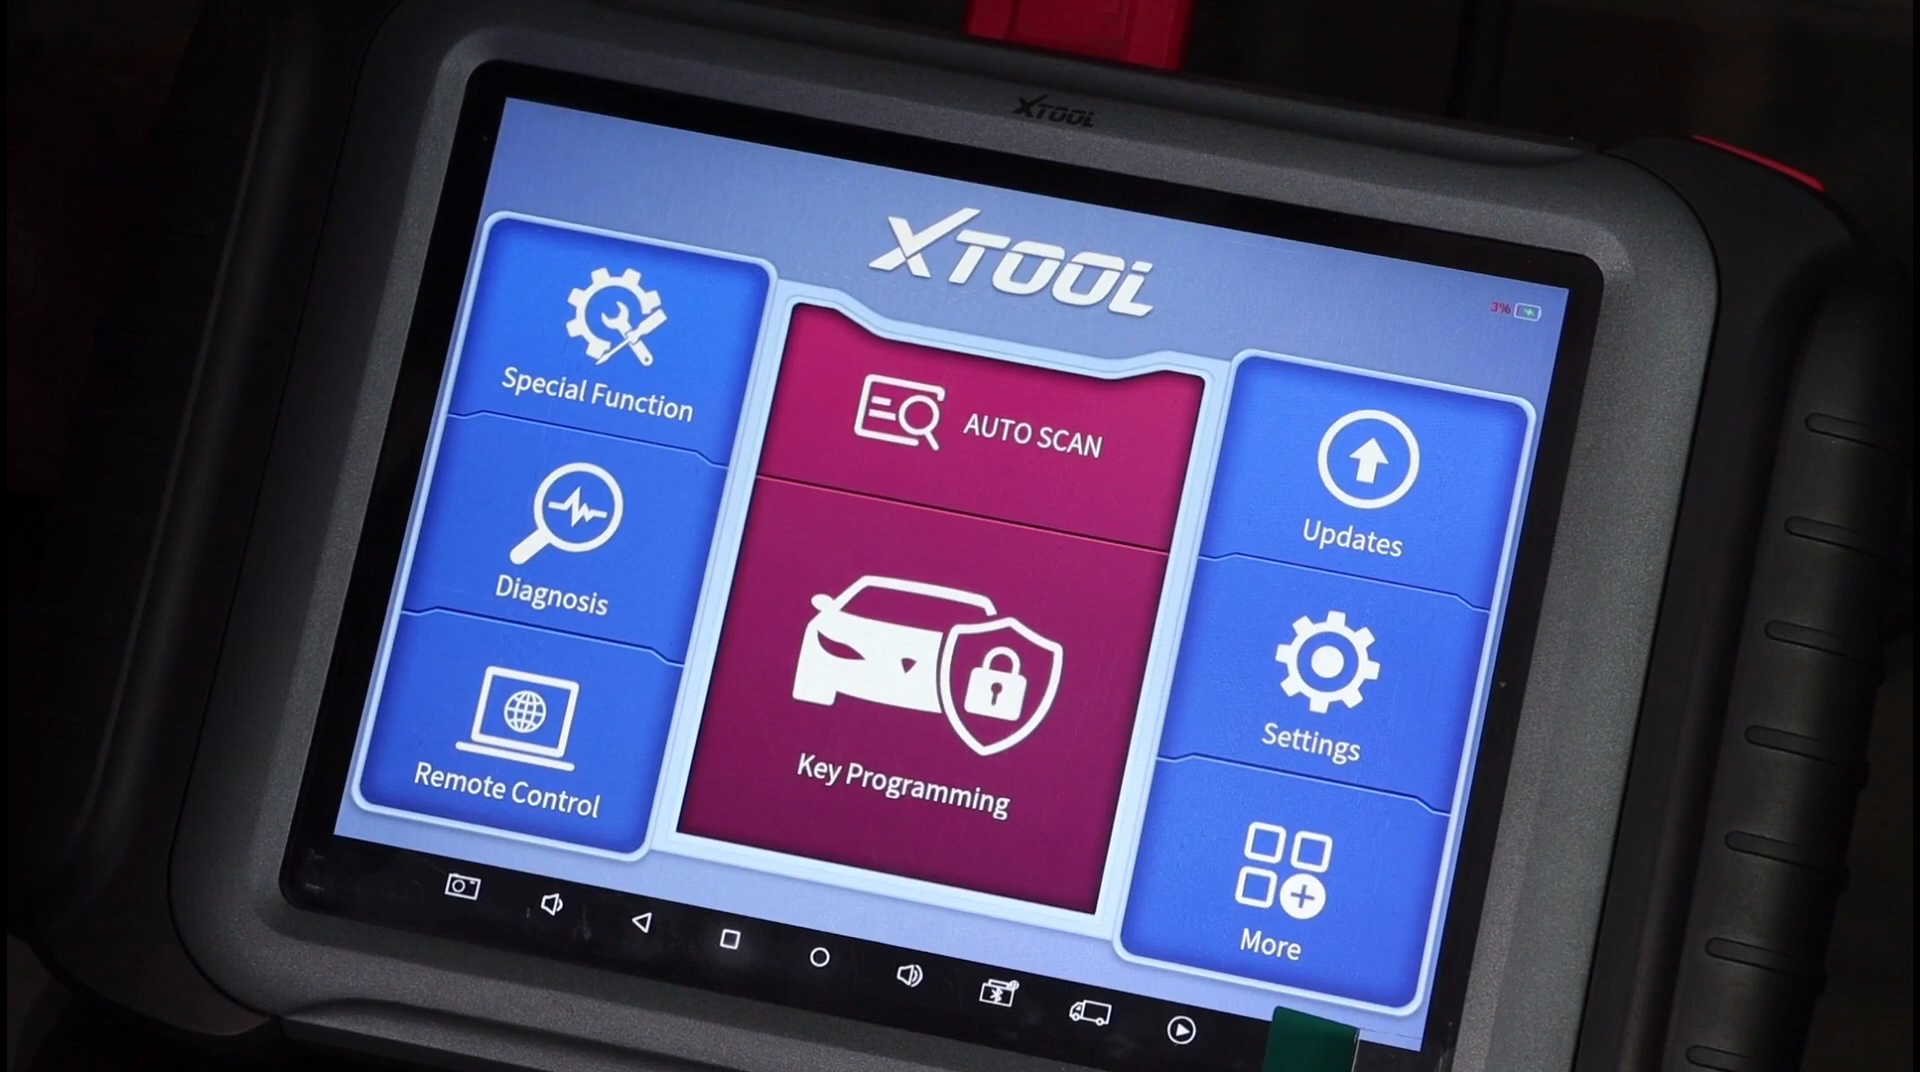 XTOOL
XTOOL
3%
Special Function
AUTO SCAN
Updates
Diagnosis
Key Programming
Settings
Remote Control
More